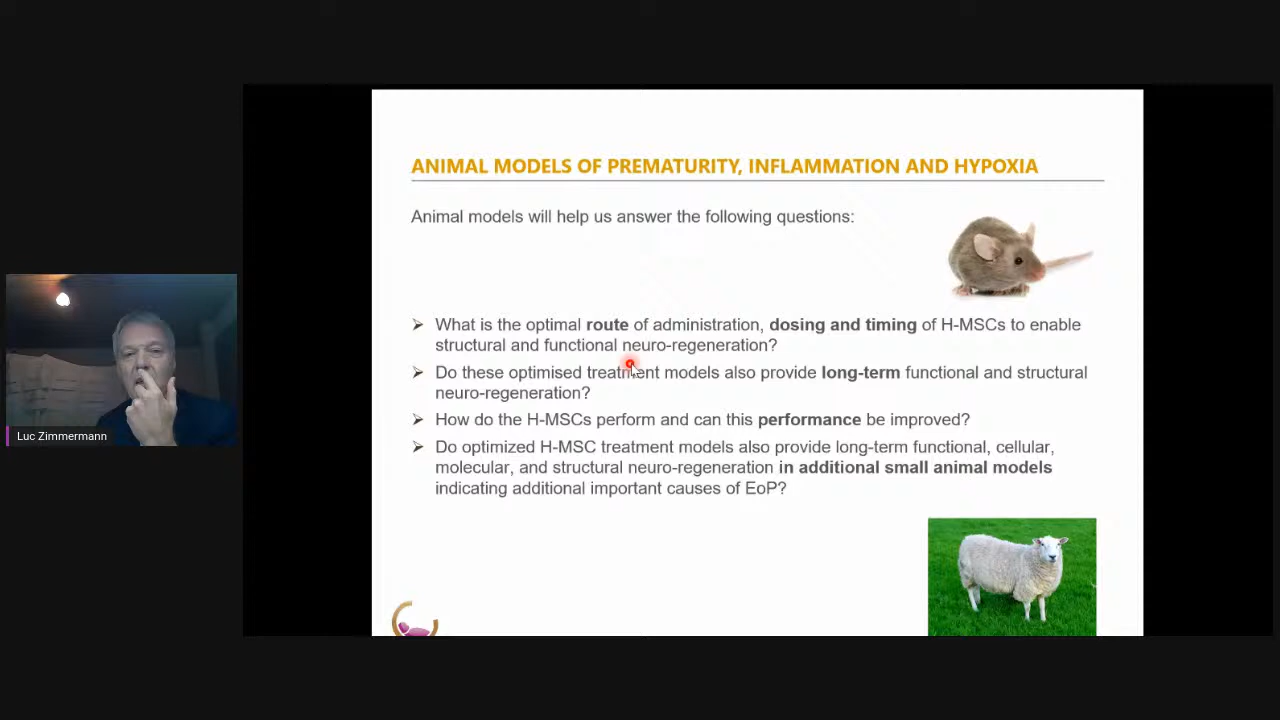 ANIMAL MODELS OF PREMATURITY, INFLAMMATION AND HYPOXIA
Animal models will help us answer the following questions:
➢ What is the optimal route of administration, dosing and timing of H-MSCs to enable
structural and functional neuro-regeneration?
➢ Do these optimised treatment models also provide long-term functional and structural
neuro-regeneration?
➢ How do the H-MSCs perform and can this performance be improved?
➢ Do optimized H-MSC treatment models also provide long-term functional, cellular,
molecular, and structural neuro-regeneration in additional small animal models
indicating additional important causes of EoP?
Luc Zimmermann